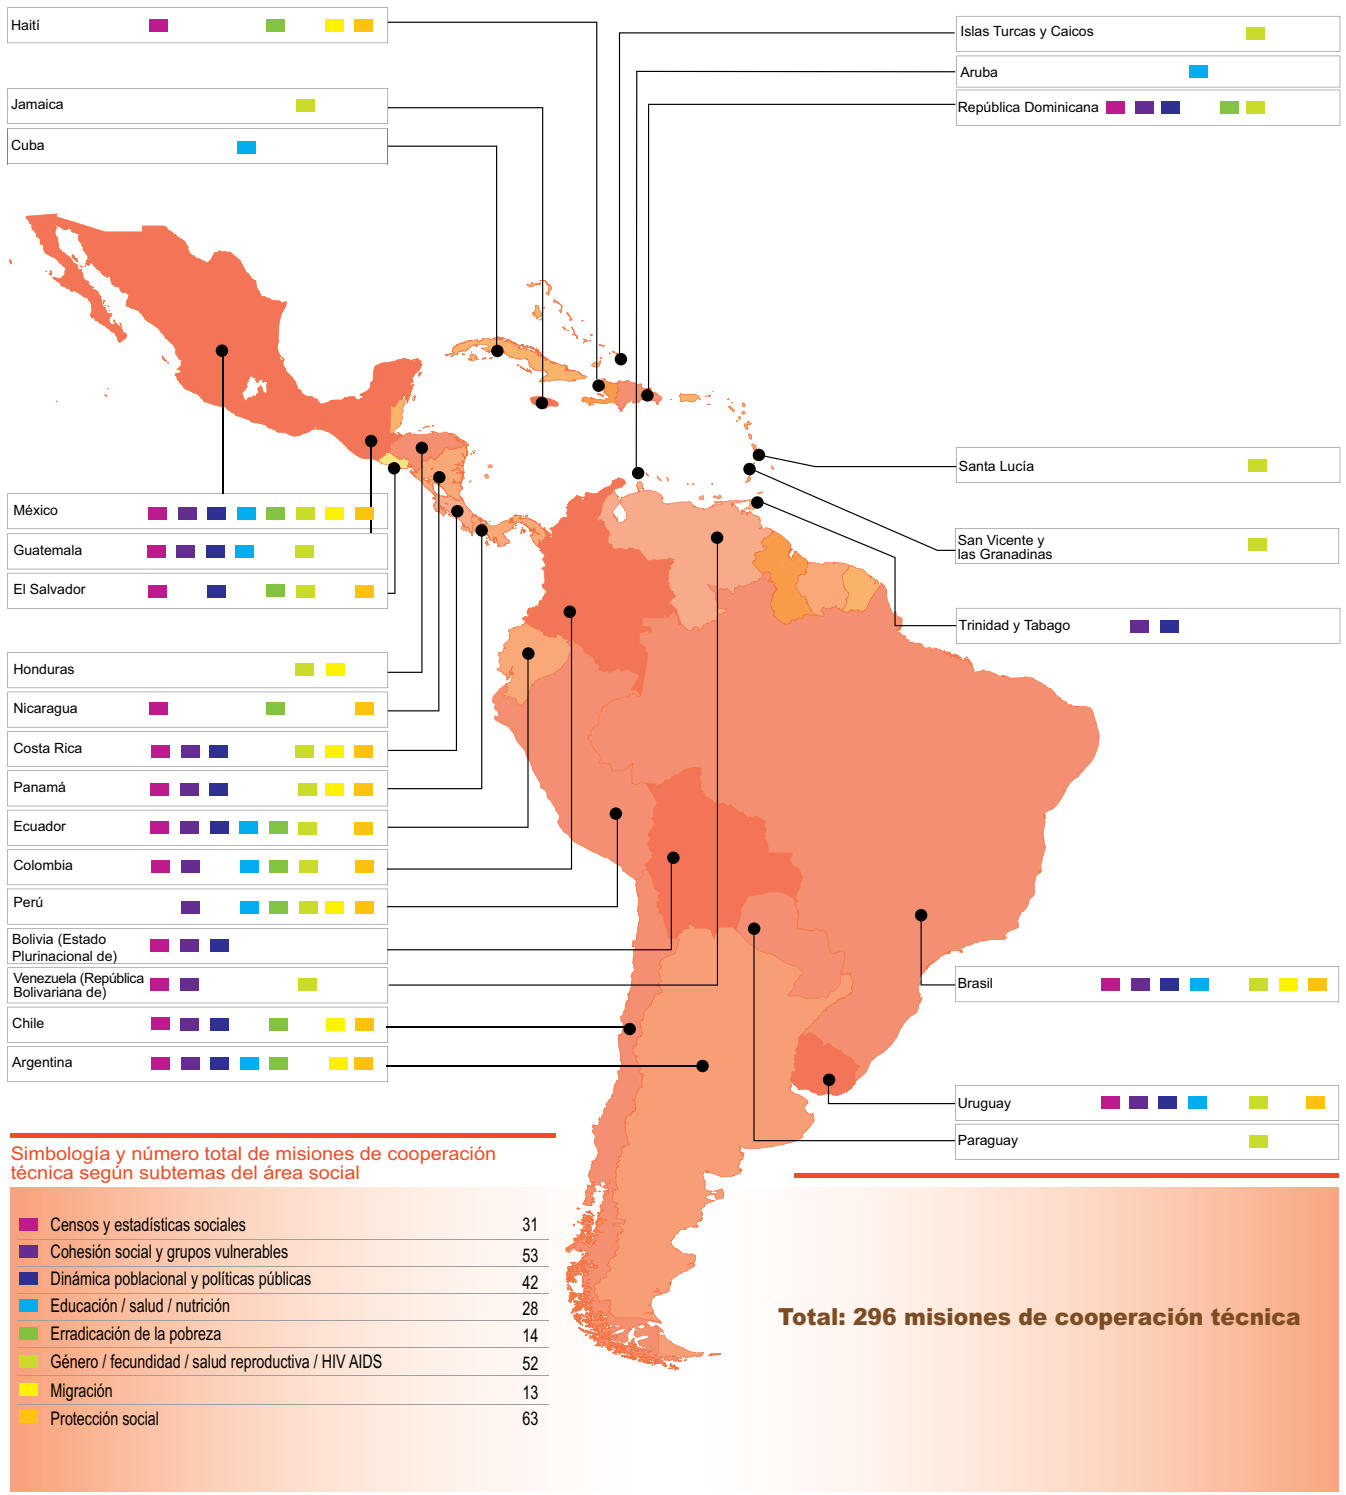 Haití
Jamaica
Cuba
Islas Turcas y Caicos
Aruba
República Dominicana
México
Guatemala
El Salvador
Honduras
Nicaragua
Costa Rica
Panamá
Ecuador
Colombia
Perú
Bolivia (Estado
Plurinacional de)
Venezuela (República
Bolivariana de)
Chile
Argentina
Santa Lucía
San Vicente y
las Granadinas
Trinidad y Tabago
Brasil
Uruguay
Paraguay
Simbología y número total de misiones de cooperación
técnica según subtemas del área social
Censos y estadísticas sociales 31
Cohesión social y grupos vulnerables 53
Dinámica poblacional y políticas públicas 42
Educación / salud / nutrición 28
Erradicación de la pobreza 14
Género / fecundidad / salud reproductiva / HIV AIDS 52
Migración 13
Protección social 63
Total: 296 misiones de cooperación técnica